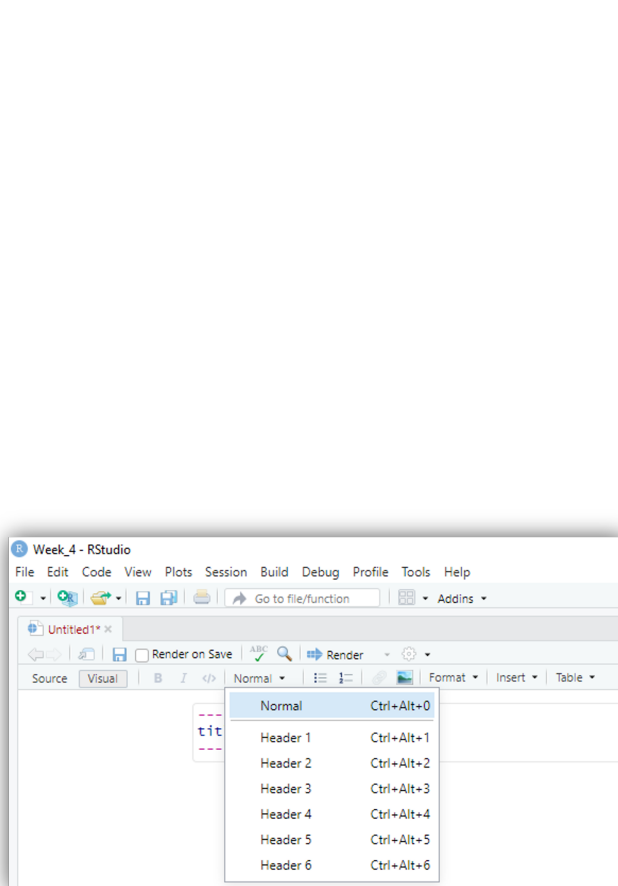 R Week_4 - RStudio
File Edit Code View Plots Session Build Debug Profile Tools Help
Go to file/function Addins
Untitled1*
Render on Save ABC Render
Source Visual B I </> Normal Format Insert Table
Normal Ctrl+Alt+0
---
tit
---
Header 1 Ctrl+Alt+1
Header 2 Ctrl+Alt+2
Header 3 Ctrl+Alt+3
Header 4 Ctrl+Alt+4
Header 5 Ctrl+Alt+5
Header 6 Ctrl+Alt+6